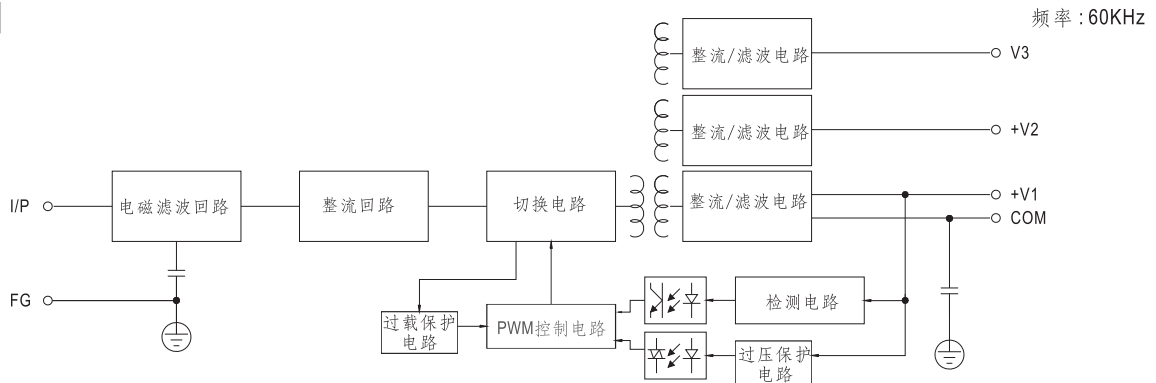 频率 : 60KHz
整流/滤波电路
V3
整流/滤波电路
+V2
I/P
电磁滤波回路
整流回路
切换电路
整流/滤波电路
+V1
COM
FG
过载保护
电路
PWM控制电路
检测电路
过压保护
电路